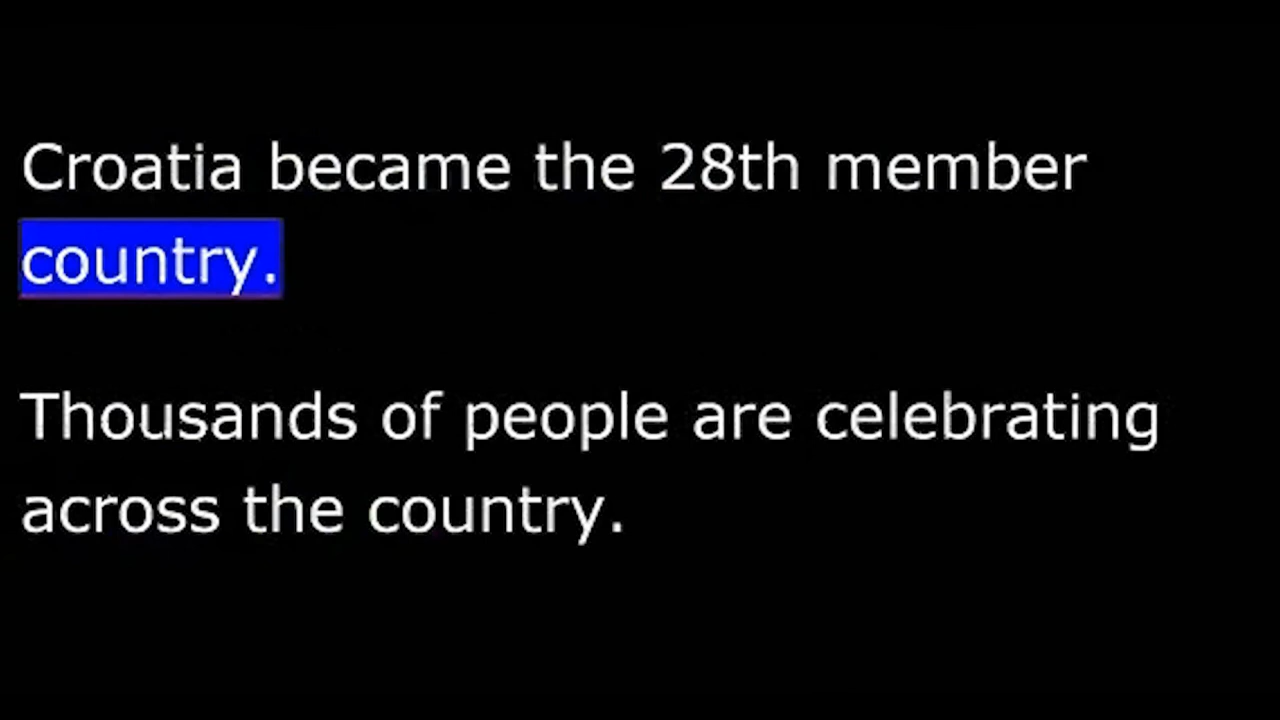 Croatia became the 28th member
country.
Thousands of people are celebrating
across the country.